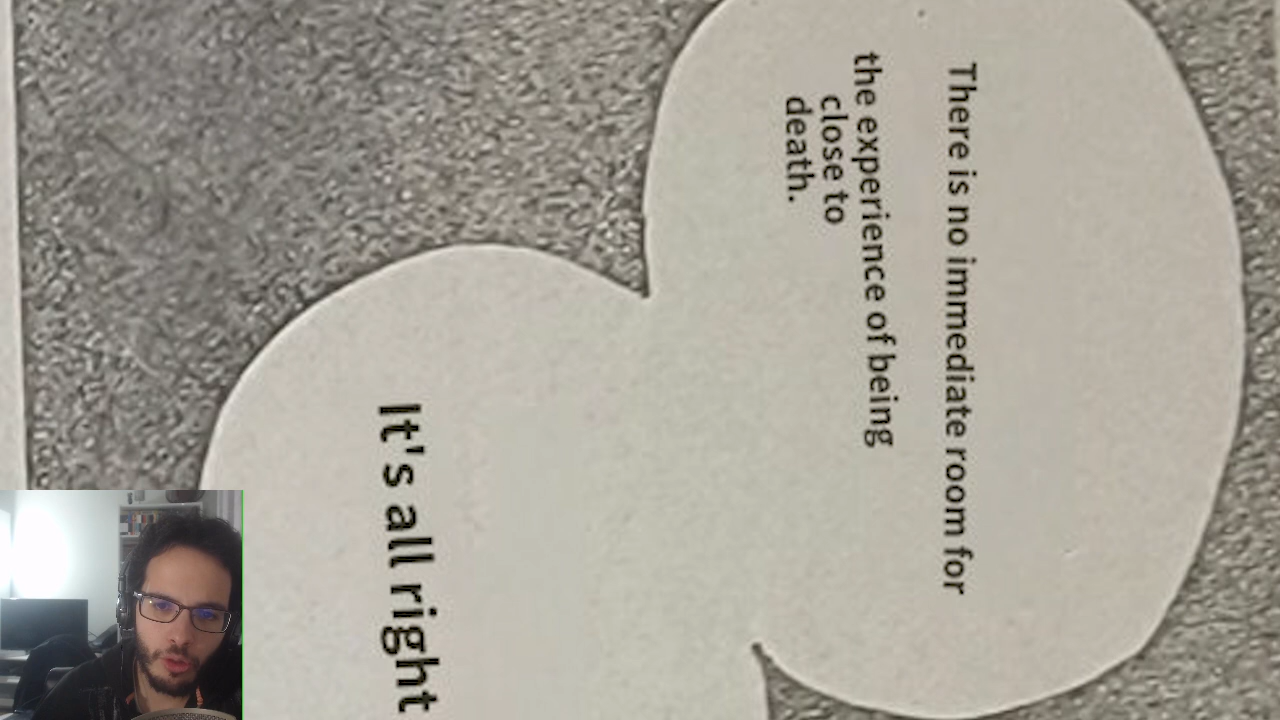 There is no immediate room for
the experience of being
close to
death.
It's all right